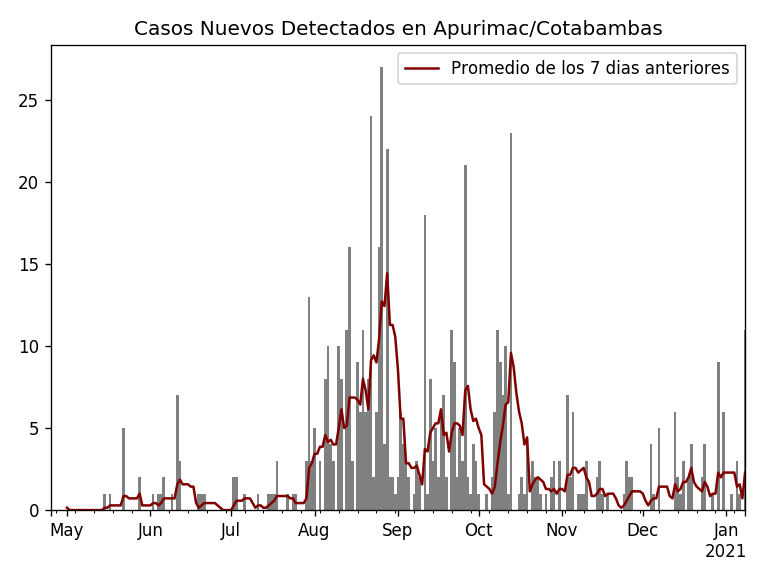 Casos Nuevos Detectados en Apurimac/Cotabambas
Promedio de los 7 dias anteriores
25
20
15
10
5
0
May Jun Jul Aug Sep Oct Nov Dec Jan
2021